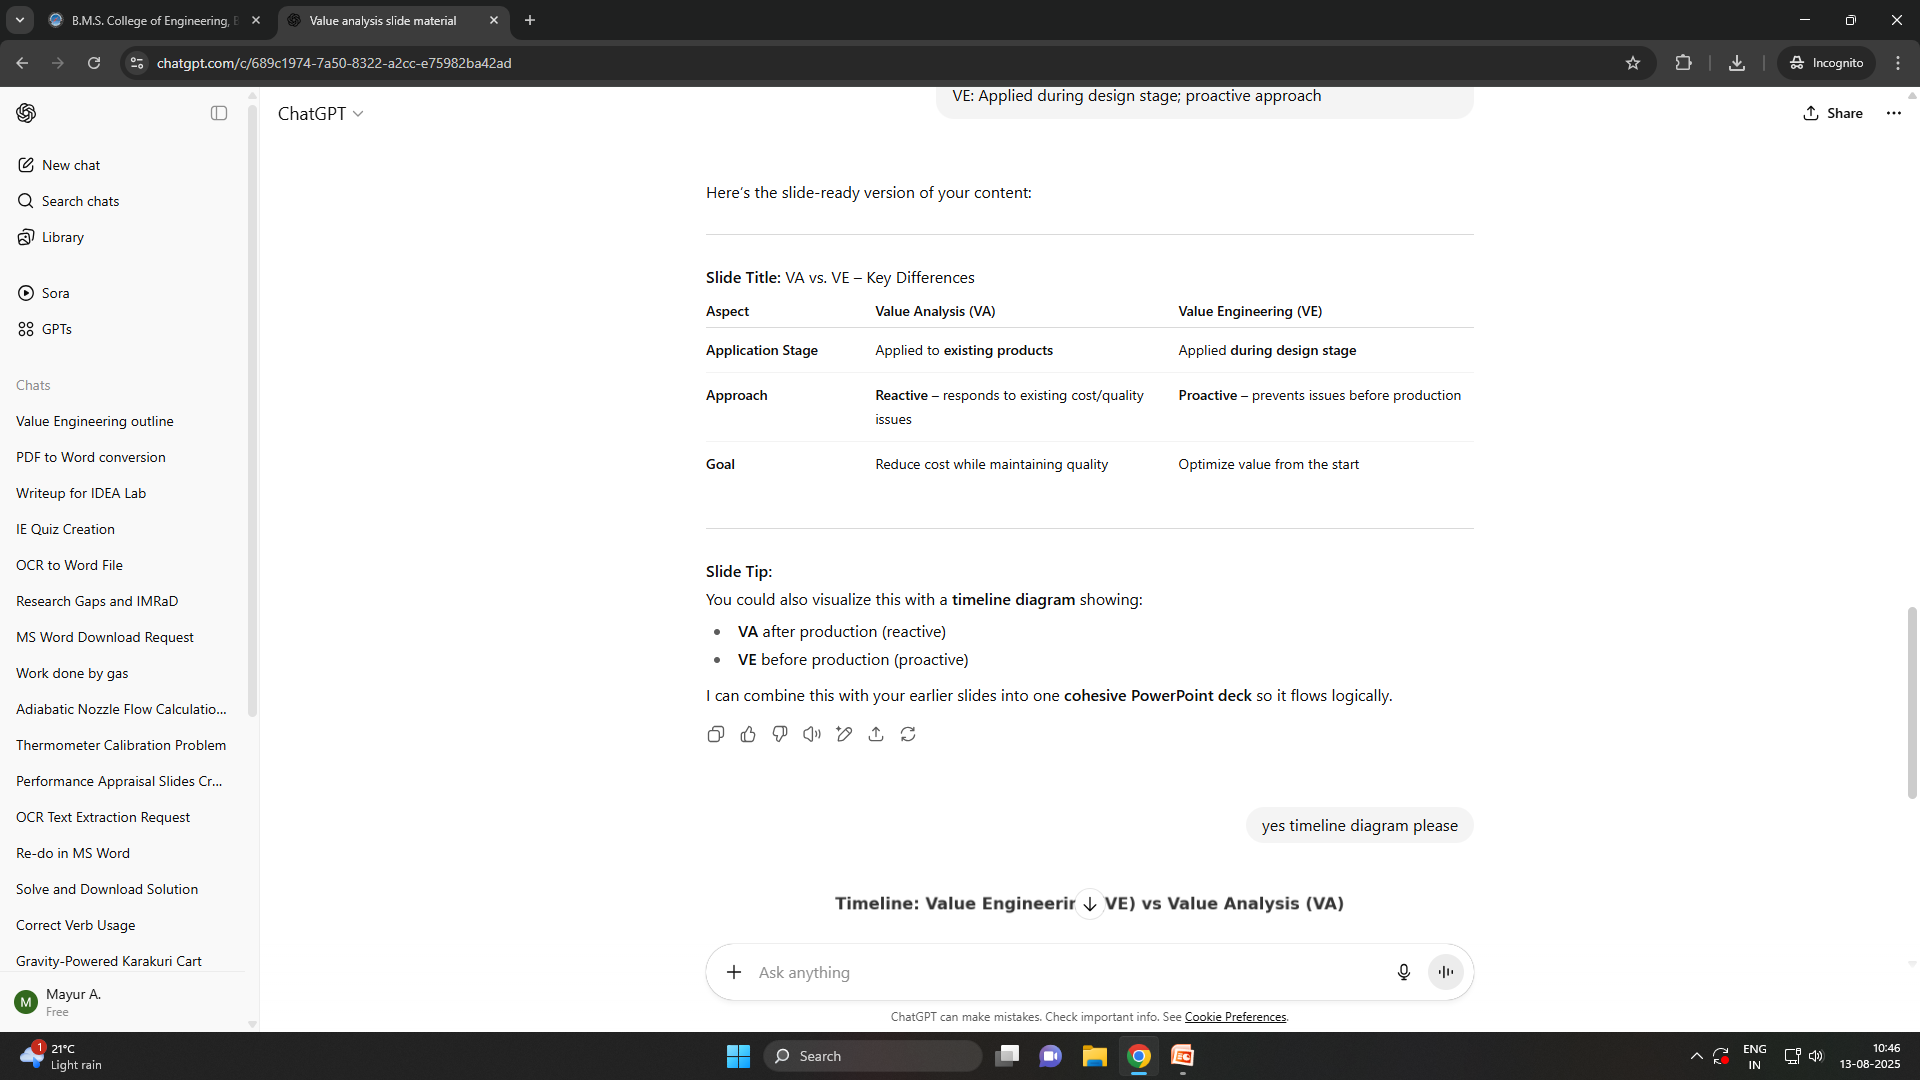 B.M.S. College of Engineering,
Value analysis slide material
chatgpt.com/c/689c1974-7a50-8322-a2cc-e75982ba42ad
Incognito
ChatGPT
Share
VE: Applied during design stage; proactive approach
New chat
Search chats
Library
Sora
GPTs
Chats
Value Engineering outline
PDF to Word conversion
Writeup for IDEA Lab
IE Quiz Creation
OCR to Word File
Research Gaps and IMRaD
MS Word Download Request
Work done by gas
Adiabatic Nozzle Flow Calculatio...
Thermometer Calibration Problem
Performance Appraisal Slides Cr...
OCR Text Extraction Request
Re-do in MS Word
Solve and Download Solution
Correct Verb Usage
Gravity-Powered Karakuri Cart
M
Mayur A.
Free
Here's the slide-ready version of your content:
Slide Title: VA vs. VE – Key Differences
Aspect Value Analysis (VA) Value Engineering (VE)
Application Stage Applied to existing products Applied during design stage
Approach Reactive – responds to existing cost/quality issues Proactive – prevents issues before production
Goal Reduce cost while maintaining quality Optimize value from the start
Slide Tip:
You could also visualize this with a timeline diagram showing:
• VA after production (reactive)
• VE before production (proactive)
I can combine this with your earlier slides into one cohesive PowerPoint deck so it flows logically.
yes timeline diagram please
Timeline: Value Engineerin VE) vs Value Analysis (VA)
Ask anything
ChatGPT can make mistakes. Check important info. See Cookie Preferences.
1
21°C
Light rain
Search
ENG
IN
10:46
13-08-2025